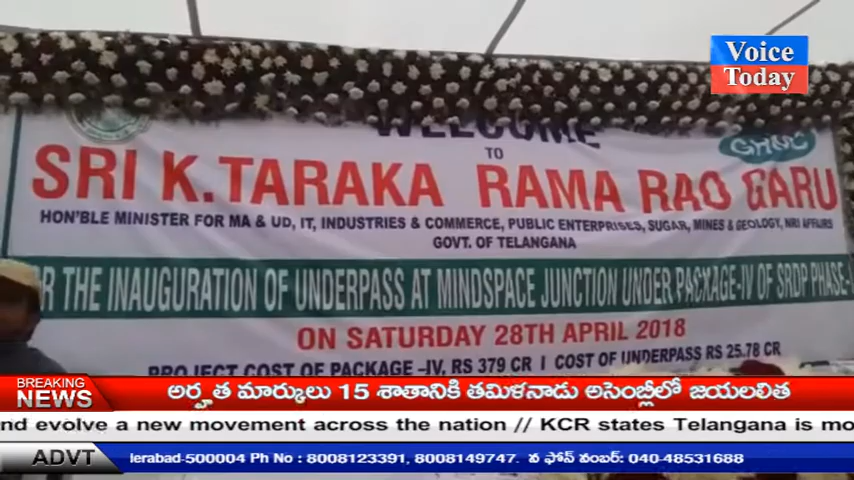 Voice
Today
WELCOME
TO
GHMC
SRI K.TARAKA RAMA RAO GARU
HON'BLE MINISTER FOR MA & UD, IT, INDUSTRIES & COMMERCE, PUBLIC ENTERPRISES, SUGAR, MINES & GEOLOGY, NRI AFFAIRS
GOVT. OF TELANGANA
FOR THE INAUGURATION OF UNDERPASS AT MINDSPACE JUNCTION UNDER PACKAGE-IV OF SRDP PHASE-I
ON SATURDAY 28TH APRIL 2018
PROJECT COST OF PACKAGE -IV, RS 379 CR I COST OF UNDERPASS RS 25.78 CR
BREAKING
NEWS
అర్హత మార్కులు 15 శాతానికి తమిళనాడు అసెంబ్లీలో జయలలిత
nd evolve a new movement across the nation // KCR states Telangana is mo
ADVT
lerabad-500004 Ph No : 8008123391, 8008149747. వ ఫోన్ వంబర్: 040-48531688